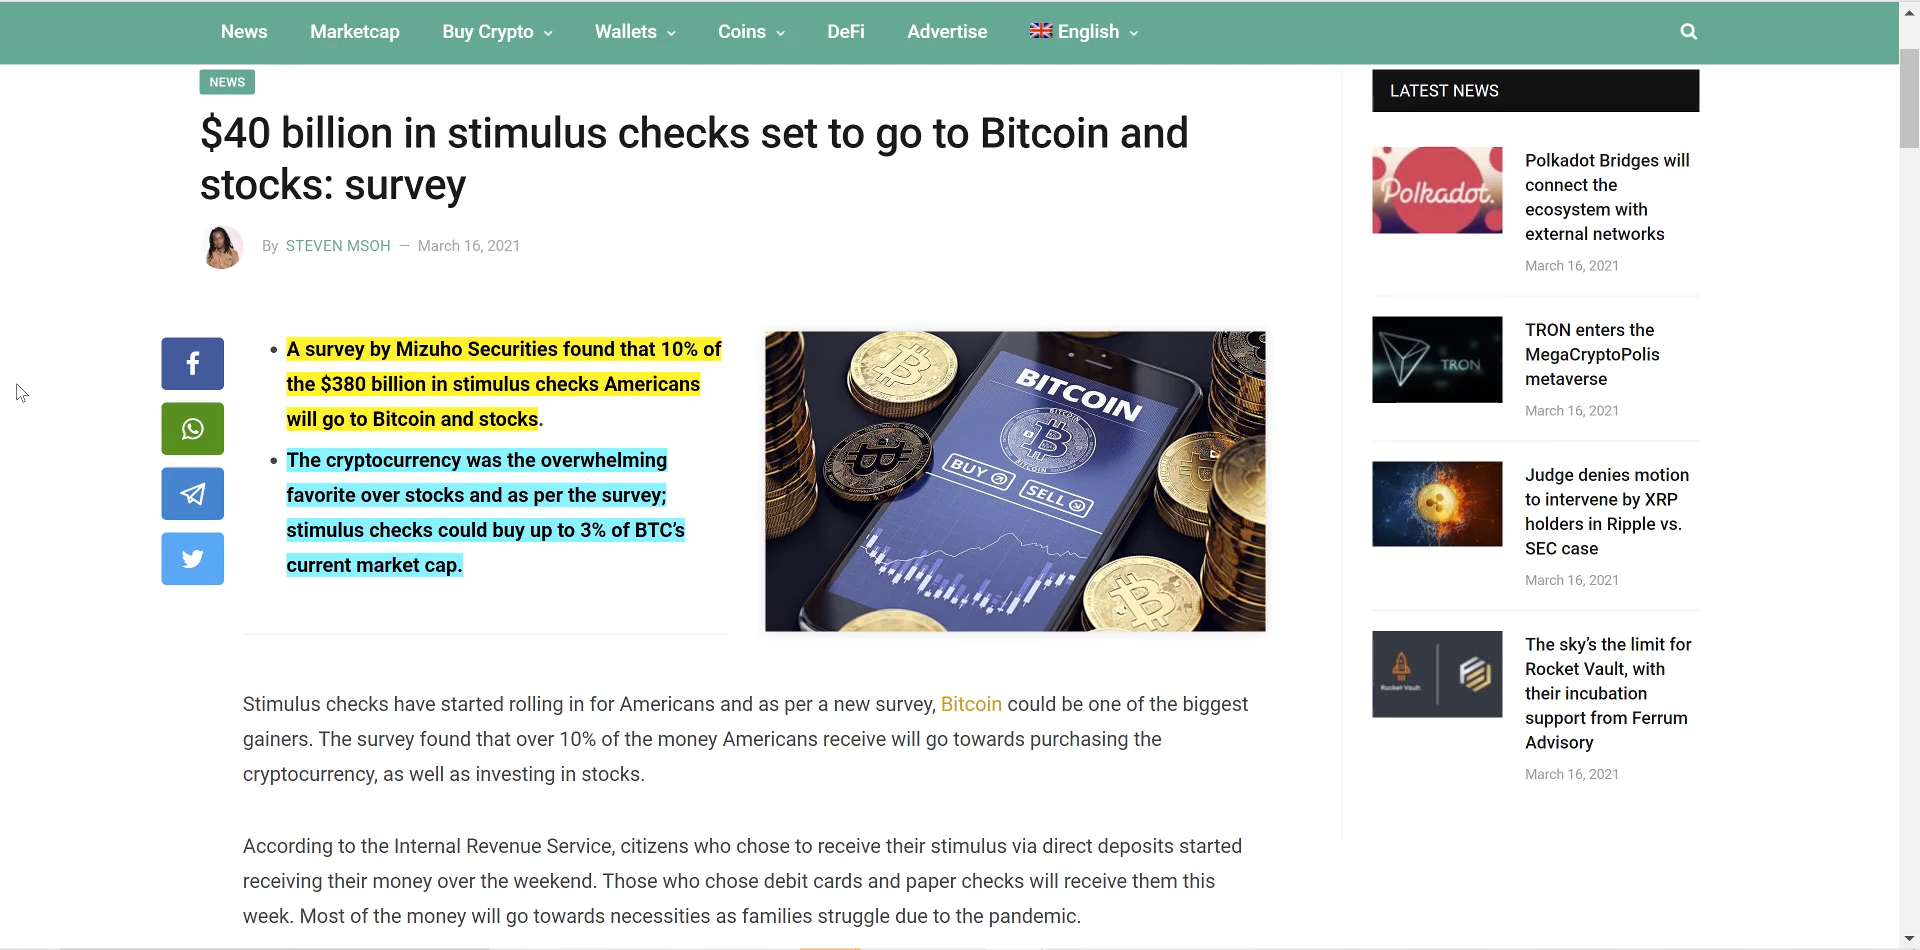 News Marketcap Buy Crypto Wallets Coins DeFi Advertise English
NEWS
$40 billion in stimulus checks set to go to Bitcoin and
stocks: survey
By STEVEN MSOH — March 16, 2021
A survey by Mizuho Securities found that 10% of
the $380 billion in stimulus checks Americans
will go to Bitcoin and stocks.
The cryptocurrency was the overwhelming
favorite over stocks and as per the survey;
stimulus checks could buy up to 3% of BTC’s
current market cap.
BITCOIN
BITCOIN
BUY
SELL
Stimulus checks have started rolling in for Americans and as per a new survey, Bitcoin could be one of the biggest
gainers. The survey found that over 10% of the money Americans receive will go towards purchasing the
cryptocurrency, as well as investing in stocks.
According to the Internal Revenue Service, citizens who chose to receive their stimulus via direct deposits started
receiving their money over the weekend. Those who chose debit cards and paper checks will receive them this
week. Most of the money will go towards necessities as families struggle due to the pandemic.
LATEST NEWS
Polkadot.
Polkadot Bridges will
connect the
ecosystem with
external networks
March 16, 2021
TRON
TRON enters the
MegaCryptoPolis
metaverse
March 16, 2021
Judge denies motion
to intervene by XRP
holders in Ripple vs.
SEC case
March 16, 2021
Rocket Vault
The sky’s the limit for
Rocket Vault, with
their incubation
support from Ferrum
Advisory
March 16, 2021